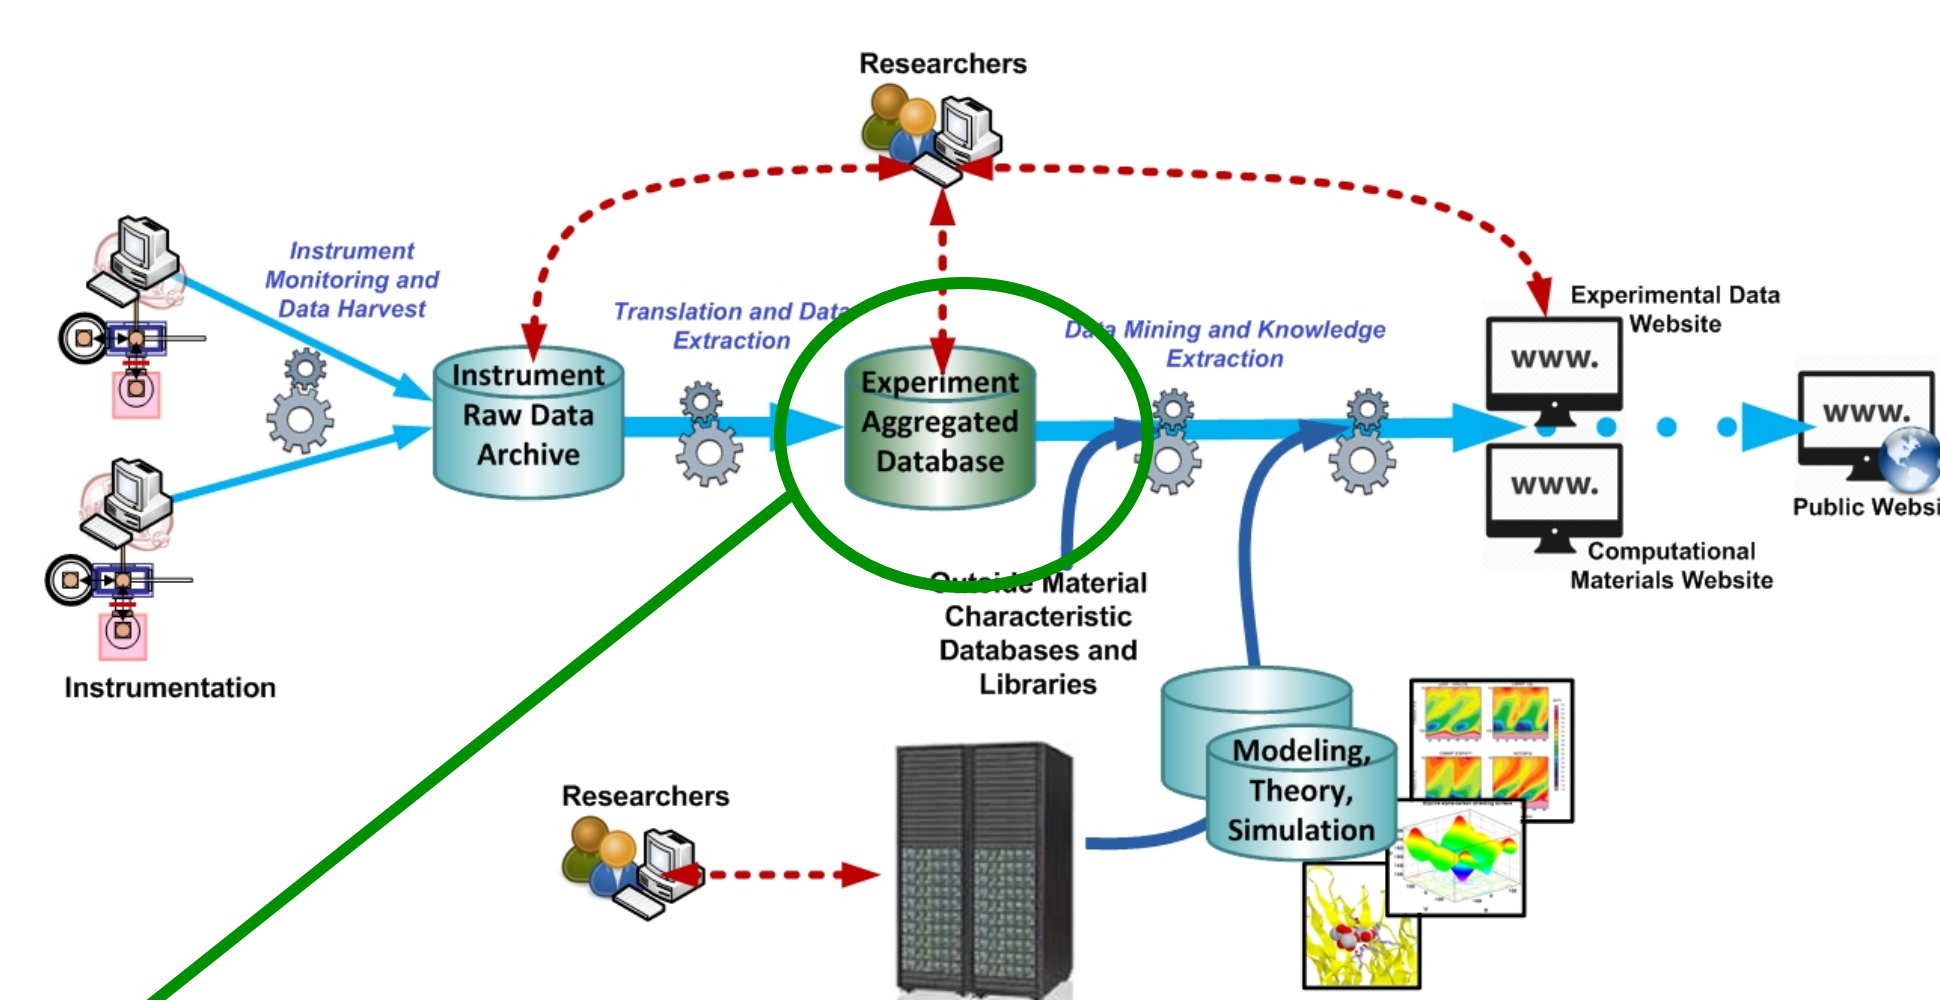 Researchers
Instrument
Monitoring and
Data Harvest
Translation and Data
Extraction
Data Mining and Knowledge
Extraction
Experimental Data
Website
Instrument
Raw Data
Archive
Experiment
Aggregated
Database
www.
www.
www.
Public Websi
Computational
Materials Website
Outside Material
Characteristic
Databases and
Libraries
Instrumentation
Modeling,
Theory,
Simulation
Researchers